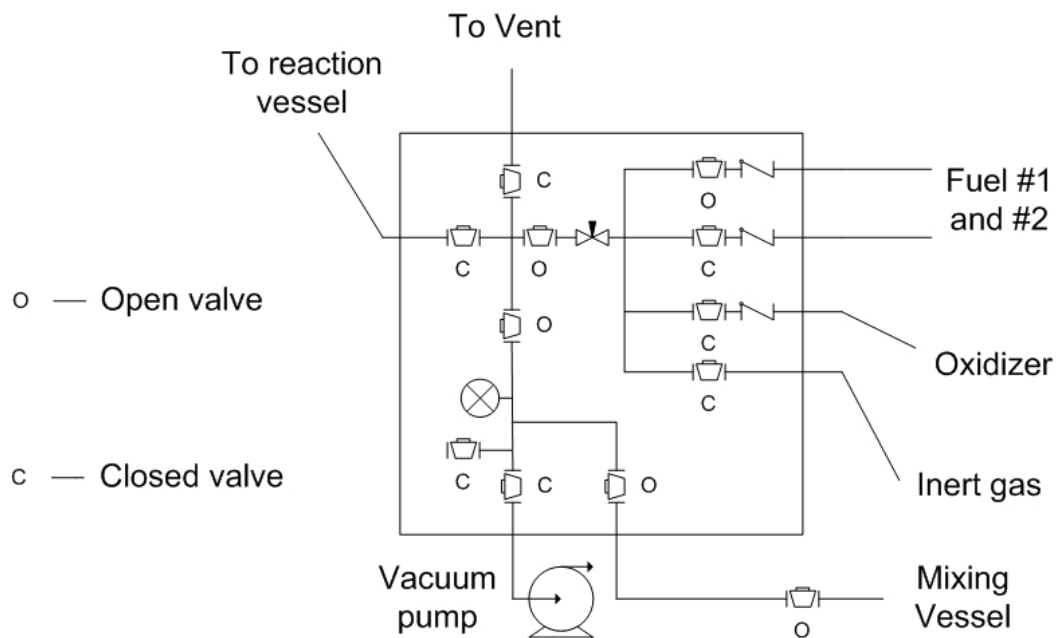 To Vent
To reaction
vessel
C
O
Fuel #1
and #2
C
O
C
O — Open valve
O
C
Oxidizer
C
C
C — Closed valve
C
O
Inert gas
Vacuum
pump
Mixing
Vessel
O